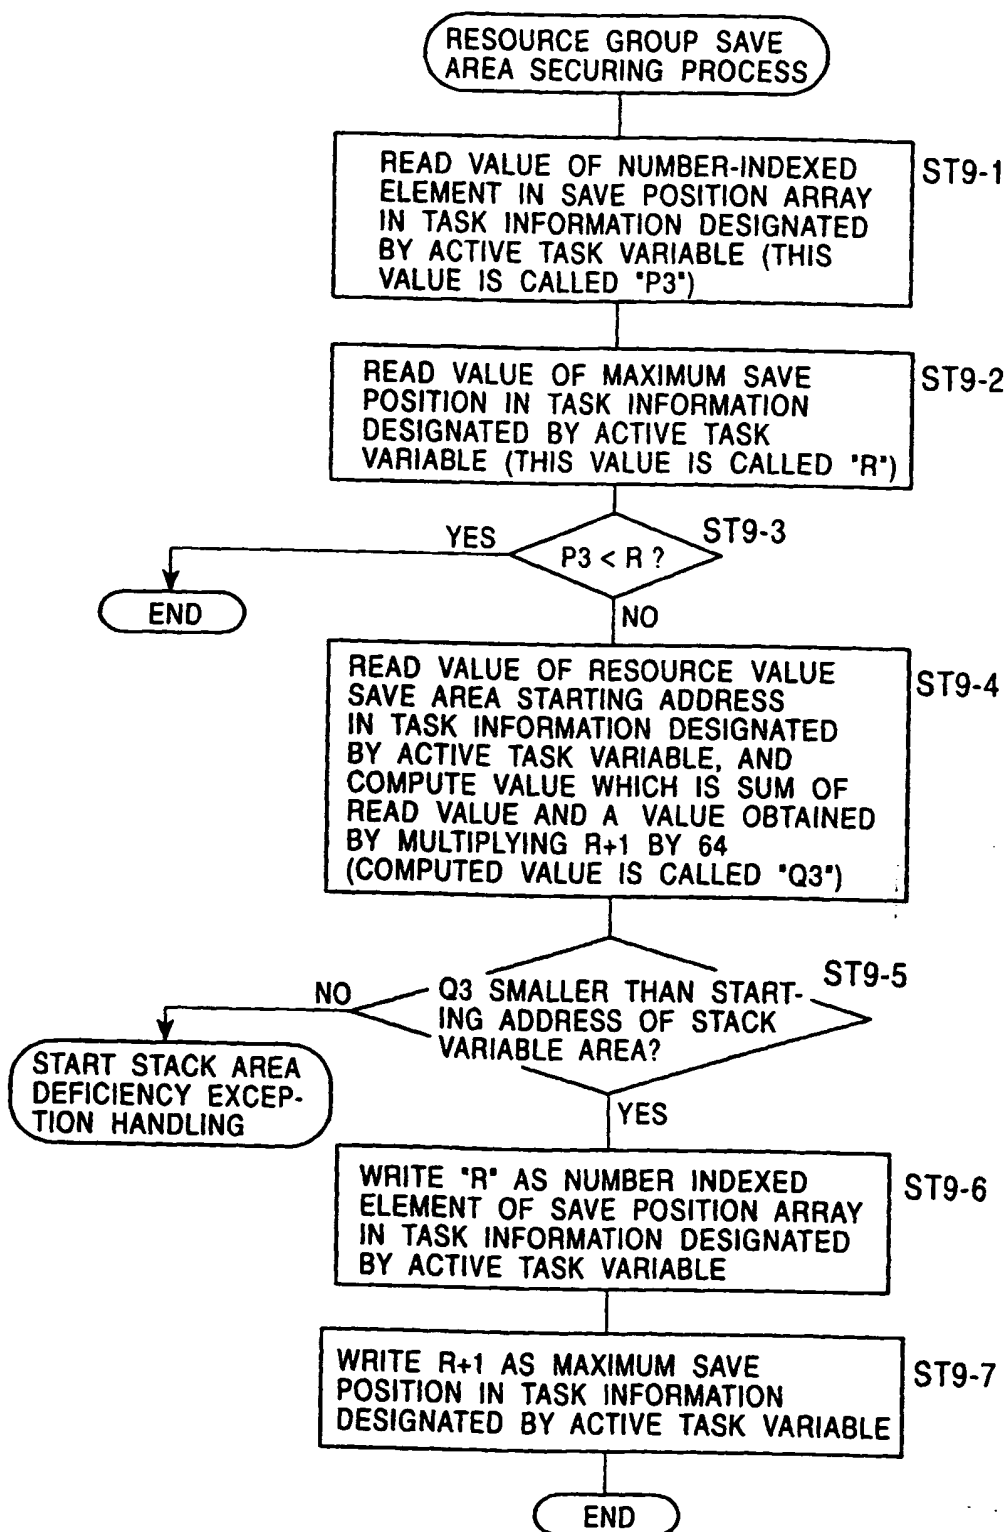 RESOURCE GROUP SAVE
AREA SECURING PROCESS
READ VALUE OF NUMBER-INDEXED
ELEMENT IN SAVE POSITION ARRAY
IN TASK INFORMATION DESIGNATED
BY ACTIVE TASK VARIABLE (THIS
VALUE IS CALLED "P3")
ST9-1
READ VALUE OF MAXIMUM SAVE
POSITION IN TASK INFORMATION
DESIGNATED BY ACTIVE TASK
VARIABLE (THIS VALUE IS CALLED "R")
ST9-2
P3 < R ?
ST9-3
YES
END
NO
READ VALUE OF RESOURCE VALUE
SAVE AREA STARTING ADDRESS
IN TASK INFORMATION DESIGNATED
BY ACTIVE TASK VARIABLE, AND
COMPUTE VALUE WHICH IS SUM OF
READ VALUE AND A VALUE OBTAINED
BY MULTIPLYING R+1 BY 64
(COMPUTED VALUE IS CALLED "Q3")
ST9-4
Q3 SMALLER THAN START-
ING ADDRESS OF STACK
VARIABLE AREA?
ST9-5
NO
START STACK AREA
DEFICIENCY EXCEP-
TION HANDLING
YES
WRITE "R" AS NUMBER INDEXED
ELEMENT OF SAVE POSITION ARRAY
IN TASK INFORMATION DESIGNATED
BY ACTIVE TASK VARIABLE
ST9-6
WRITE R+1 AS MAXIMUM SAVE
POSITION IN TASK INFORMATION
DESIGNATED BY ACTIVE TASK VARIABLE
ST9-7
END